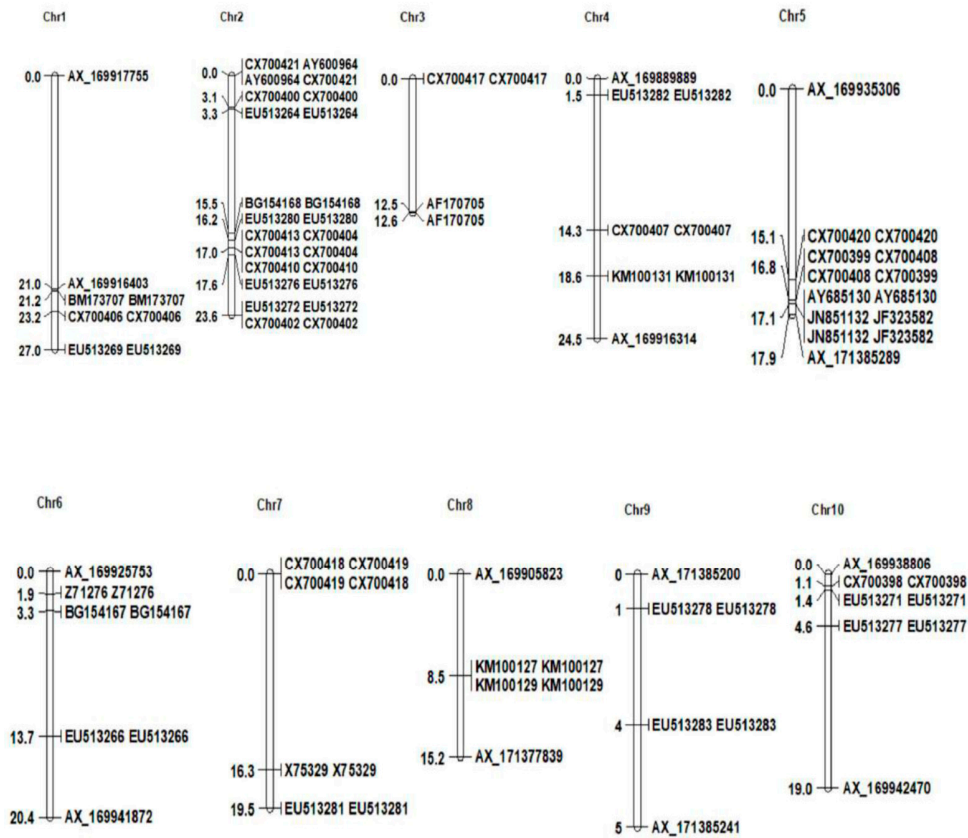 Chr1
0.0 AX_169917755
21.0 AX_169916403
21.2 BM173707 BM173707
23.2 CX700406 CX700406
27.0 EU513269 EU513269
Chr2
0.0 CX700421 AY600964
AY600964 CX700421
3.1 CX700400 CX700400
3.3 EU513264 EU513264
15.5 BG154168 BG154168
16.2 EU513280 EU513280
CX700413 CX700404
17.0 CX700413 CX700404
CX700410 CX700410
17.6 EU513276 EU513276
23.6 EU513272 EU513272
CX700402 CX700402
Chr3
0.0 CX700417 CX700417
12.5 AF170705
12.6 AF170705
Chr4
0.0 AX_169889889
1.5 EU513282 EU513282
14.3 CX700407 CX700407
18.6 KM100131 KM100131
24.5 AX_169916314
Chr5
0.0 AX_169935306
15.1 CX700420 CX700420
CX700399 CX700408
16.8 CX700408 CX700399
AY685130 AY685130
17.1 JN851132 JF323582
JN851132 JF323582
17.9 AX_171385289
Chr6
0.0 AX_169925753
1.9 Z71276 Z71276
3.3 BG154167 BG154167
13.7 EU513266 EU513266
20.4 AX_169941872
Chr7
0.0 CX700418 CX700419
CX700419 CX700418
16.3 X75329 X75329
19.5 EU513281 EU513281
Chr8
0.0 AX_169905823
8.5 KM100127 KM100127
KM100129 KM100129
15.2 AX_171377839
Chr9
0 AX_171385200
1 EU513278 EU513278
4 EU513283 EU513283
5 AX_171385241
Chr10
0.0 AX_169938806
1.1 CX700398 CX700398
1.4 EU513271 EU513271
4.6 EU513277 EU513277
19.0 AX_169942470